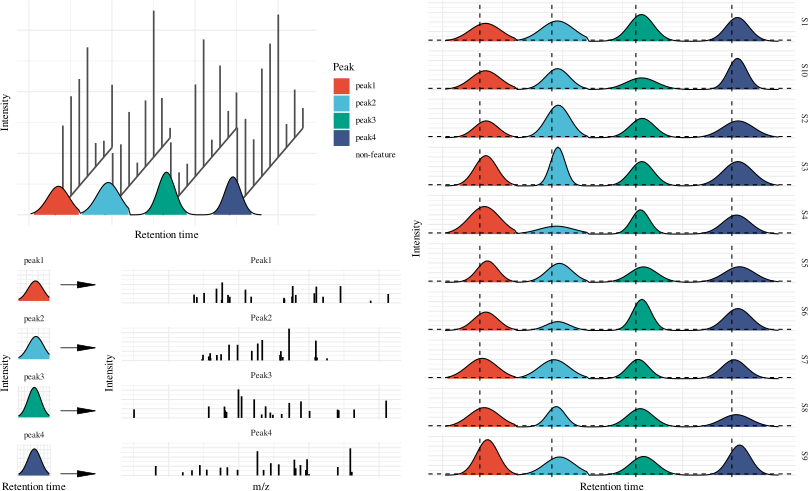 Intensity
Retention time
Peak
peak1
peak2
peak3
peak4
non-feature
peak1
peak2
peak3
peak4
Intensity
Retention time
Peak1
Peak2
Peak3
Peak4
Intensity
m/z
Intensity
S1
S10
S2
S3
S4
S5
S6
S7
S8
S9
Retention time